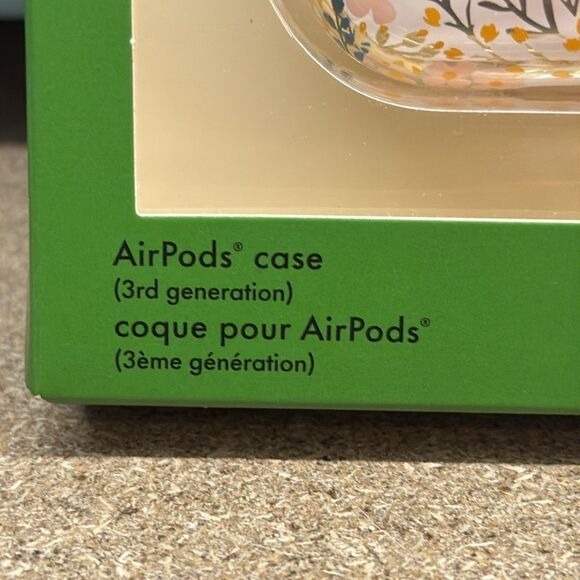 AirPods® case
(3rd generation)
coque pour AirPods®
(3ème génération)